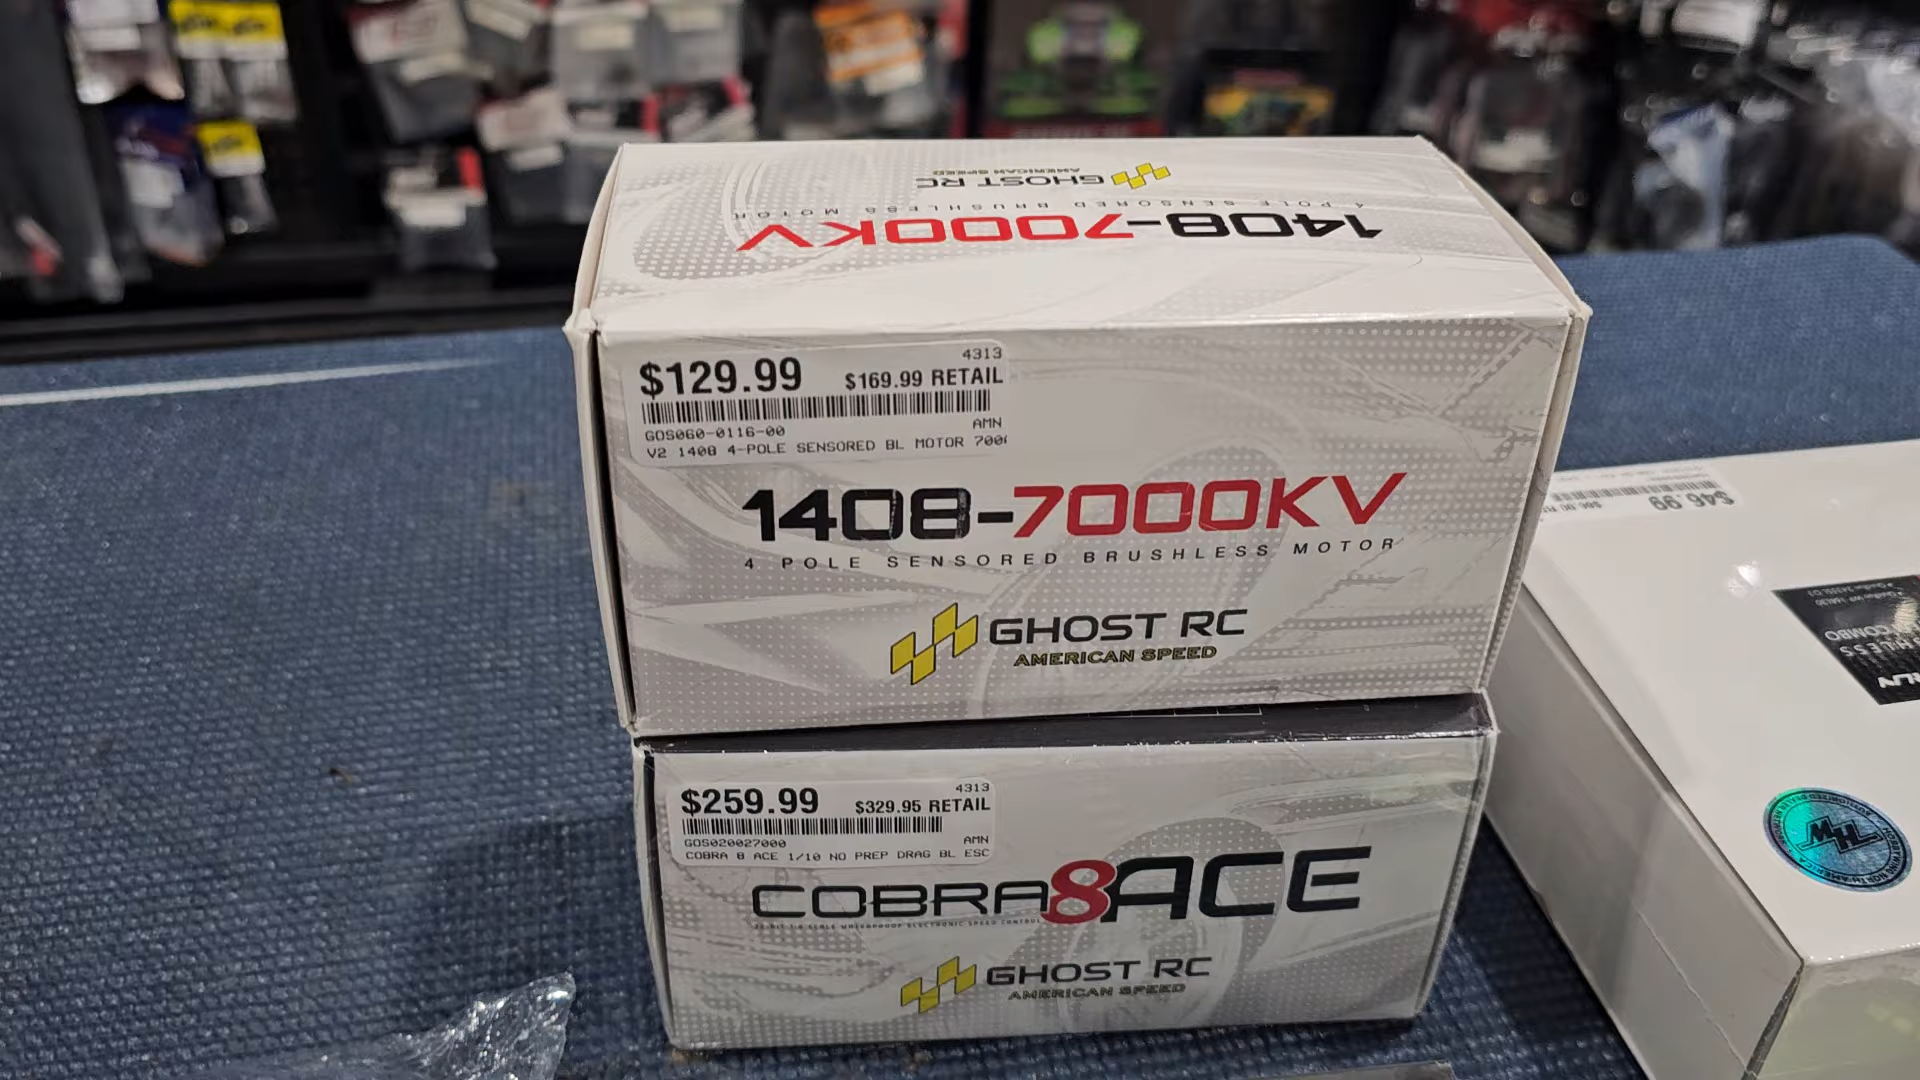 GHOST RC
AMERICAN SPEED
4 POLE SENSORED BRUSHLESS MOTOR
1408-7000KV
4313
$129.99 $169.99 RETAIL
GOS060-0116-00 AMN
V2 1408 4-POLE SENSORED BL MOTOR 700
1408-7000KV
4 POLE SENSORED BRUSHLESS MOTOR
GHOST RC
AMERICAN SPEED
4313
$259.99 $329.95 RETAIL
GOS020027000 AMN
COBRA 8 ACE 1/10 NO PREP DRAG BL ESC
COBRA8ACE
GHOST RC
AMERICAN SPEED
$46.99
COMBO